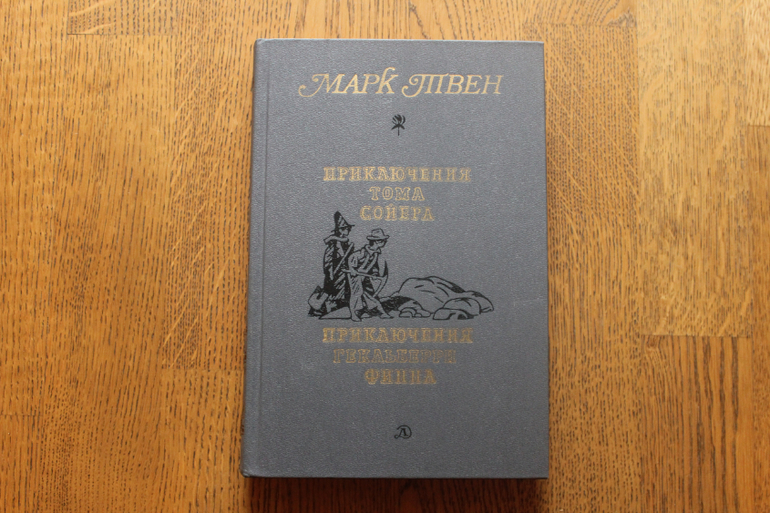 МАРК ТВЕН
ПРИКЛЮЧЕНИЯ
ТОМА
СОЙЕРА
ПРИКЛЮЧЕНИЯ
ГЕКЛЬБЕРРИ
ФИННА
Д